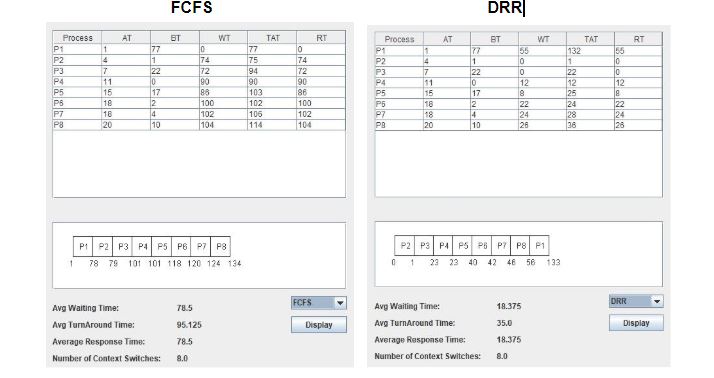 FCFS
Process AT BT WT TAT RT
P1 1 77 0 77 0
P2 4 1 74 75 74
P3 7 22 72 94 72
P4 11 0 90 90 90
P5 15 17 86 103 86
P6 18 2 100 102 100
P7 18 4 102 106 102
P8 20 10 104 114 104
P1 P2 P3 P4 P5 P6 P7 P8
1 78 79 101 101 118 120 124 134
Avg Waiting Time: 78.5
FCFS
Avg TurnAround Time: 95.125
Display
Average Response Time: 78.5
Number of Context Switches: 8.0
DRR
Process AT BT WT TAT RT
P1 1 77 55 132 55
P2 4 1 0 1 0
P3 7 22 0 22 0
P4 11 0 12 12 12
P5 15 17 8 25 8
P6 18 2 22 24 22
P7 18 4 24 28 24
P8 20 10 26 36 26
P2 P3 P4 P5 P6 P7 P8 P1
0 1 23 23 40 42 46 56 133
Avg Waiting Time: 18.375
DRR
Avg TurnAround Time: 35.0
Display
Average Response Time: 18.375
Number of Context Switches: 8.0